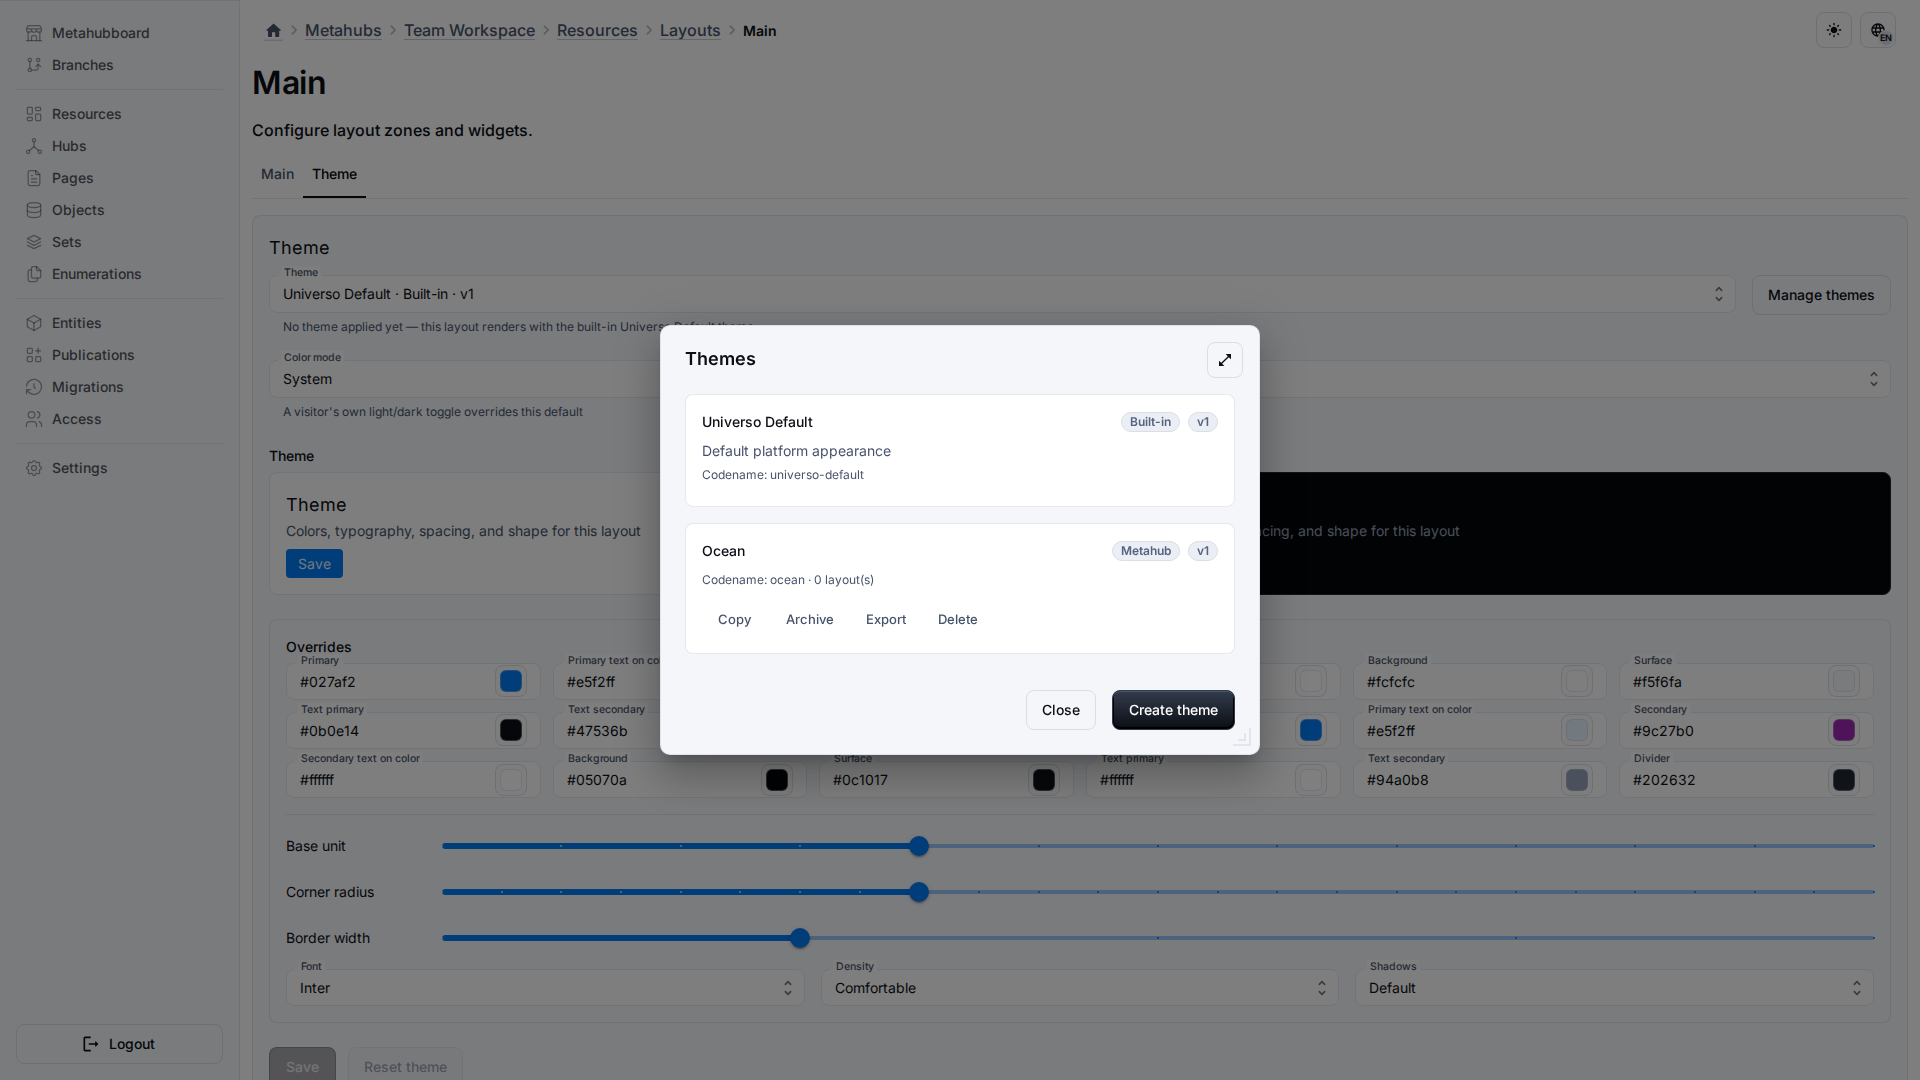 Metahubboard
Branches
Resources
Hubs
Pages
Objects
Sets
Enumerations
Entities
Publications
Migrations
Access
Settings
Logout
Metahubs
Team Workspace
Resources
Layouts
Main
EN
Main
Configure layout zones and widgets.
Main
Theme
Theme
Theme
Universo Default · Built-in · v1
Manage themes
No theme applied yet — this layout renders with the built-in Universo Default theme
Color mode
System
A visitor's own light/dark toggle overrides this default
Theme
Theme
Colors, typography, spacing, and shape for this layout
Save
cing, and shape for this layout
Themes
Universo Default
Built-in
v1
Default platform appearance
Codename: universo-default
Ocean
Metahub
v1
Codename: ocean · 0 layout(s)
Copy
Archive
Export
Delete
Close
Create theme
Overrides
Primary
#027af2
Primary text on co
#e5f2ff
Background
#fcfcfc
Surface
#f5f6fa
Text primary
#0b0e14
Text secondary
#47536b
Primary text on color
#e5f2ff
Secondary
#9c27b0
Secondary text on color
#ffffff
Background
#05070a
Surface
#0c1017
Text primary
#ffffff
Text secondary
#94a0b8
Divider
#202632
Base unit
Corner radius
Border width
Font
Inter
Density
Comfortable
Shadows
Default
Save
Reset theme